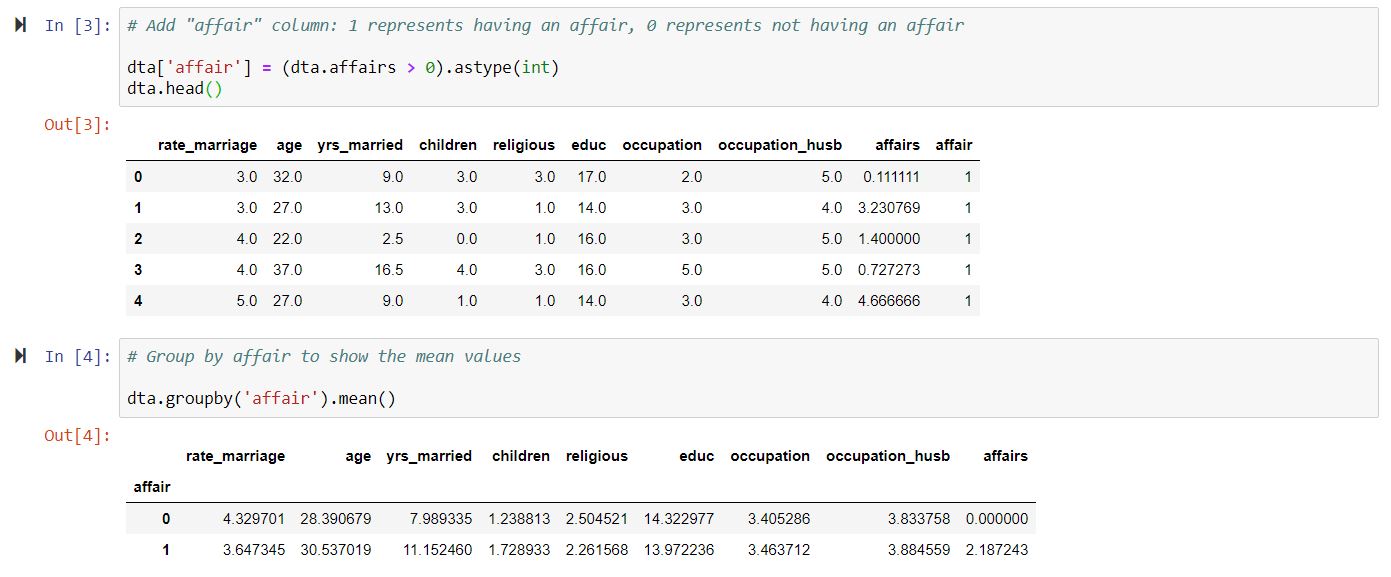 In [3]: # Add "affair" column: 1 represents having an affair, 0 represents not having an affair
dta['affair'] = (dta.affairs > 0).astype(int)
dta.head()
Out[3]:
rate_marriage age yrs_married children religious educ occupation occupation_husb affairs affair
0 3.0 32.0 9.0 3.0 3.0 17.0 2.0 5.0 0.111111 1
1 3.0 27.0 13.0 3.0 1.0 14.0 3.0 4.0 3.230769 1
2 4.0 22.0 2.5 0.0 1.0 16.0 3.0 5.0 1.400000 1
3 4.0 37.0 16.5 4.0 3.0 16.0 5.0 5.0 0.727273 1
4 5.0 27.0 9.0 1.0 1.0 14.0 3.0 4.0 4.666666 1
In [4]: # Group by affair to show the mean values
dta.groupby('affair').mean()
Out[4]:
rate_marriage age yrs_married children religious educ occupation occupation_husb affairs
affair
0 4.329701 28.390679 7.989335 1.238813 2.504521 14.322977 3.405286 3.833758 0.000000
1 3.647345 30.537019 11.152460 1.728933 2.261568 13.972236 3.463712 3.884559 2.187243